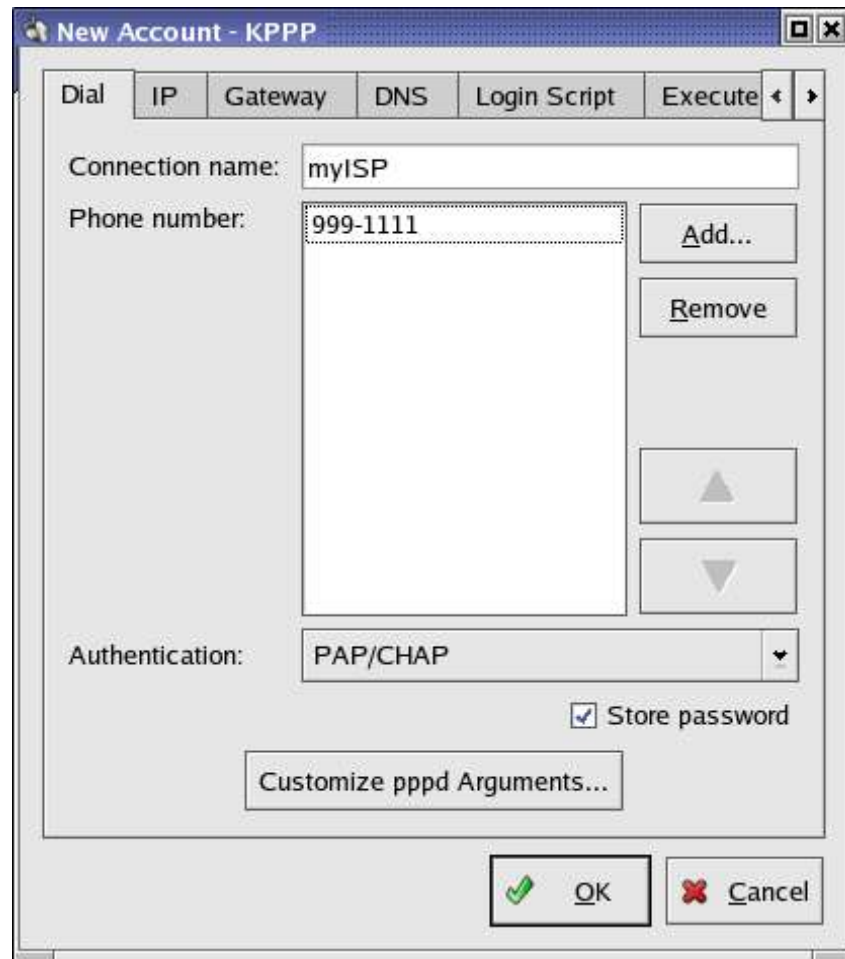 New Account - KPPP
Dial IP Gateway DNS Login Script Execute
Connection name: myISP
Phone number: 999-1111
Add...
Remove
Authentication: PAP/CHAP
Store password
Customize pppd Arguments...
OK Cancel